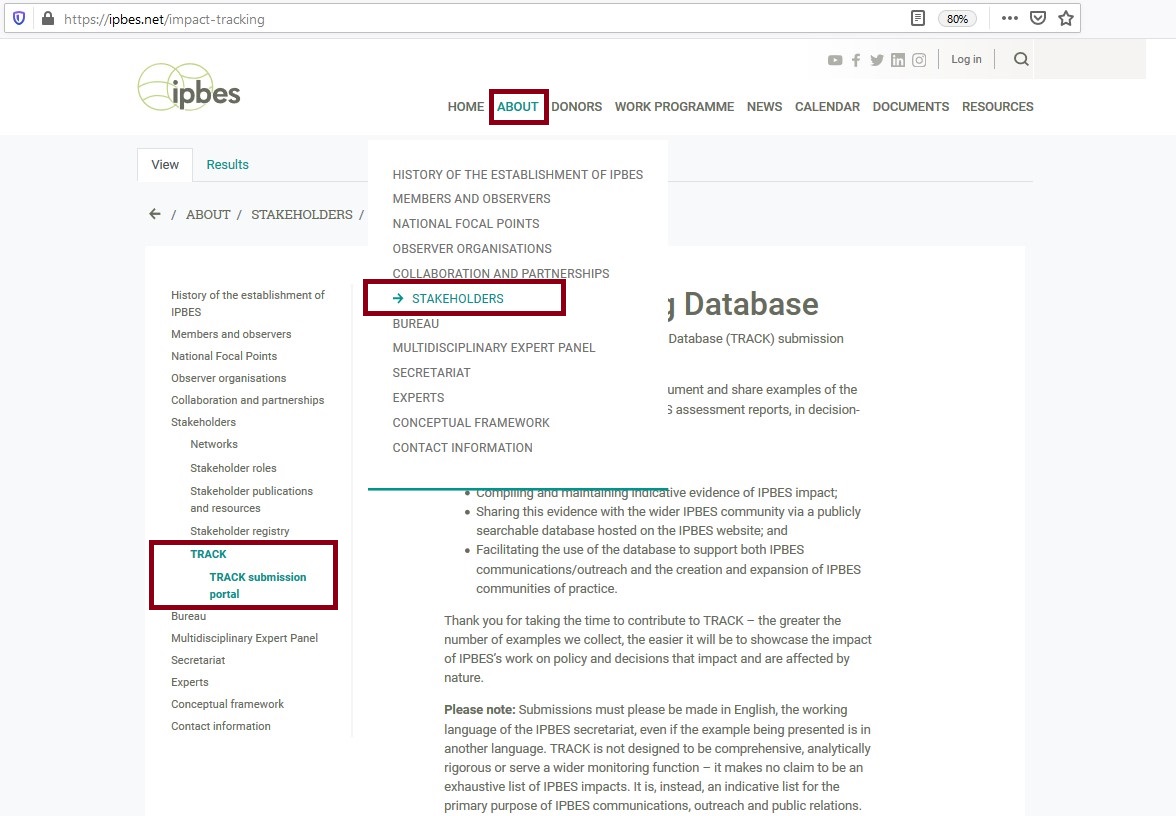 https://ipbes.net/impact-tracking
80%
Log in
ipbes
HOME ABOUT DONORS WORK PROGRAMME NEWS CALENDAR DOCUMENTS RESOURCES
View Results
/ ABOUT / STAKEHOLDERS /
HISTORY OF THE ESTABLISHMENT OF IPBES
MEMBERS AND OBSERVERS
NATIONAL FOCAL POINTS
OBSERVER ORGANISATIONS
COLLABORATION AND PARTNERSHIPS
STAKEHOLDERS
BUREAU
MULTIDISCIPLINARY EXPERT PANEL
SECRETARIAT
EXPERTS
CONCEPTUAL FRAMEWORK
CONTACT INFORMATION
History of the establishment of
IPBES
Members and observers
National Focal Points
Observer organisations
Collaboration and partnerships
Stakeholders
Networks
Stakeholder roles
Stakeholder publications
and resources
Stakeholder registry
TRACK
TRACK submission
portal
Bureau
Multidisciplinary Expert Panel
Secretariat
Experts
Conceptual framework
Contact information
Database
Database (TRACK) submission
and share examples of the
assessment reports, in decision-
Compiling and maintaining indicative evidence of IPBES impact;
Sharing this evidence with the wider IPBES community via a publicly
searchable database hosted on the IPBES website; and
Facilitating the use of the database to support both IPBES
communications/outreach and the creation and expansion of IPBES
communities of practice.
Thank you for taking the time to contribute to TRACK – the greater the
number of examples we collect, the easier it will be to showcase the impact
of IPBES's work on policy and decisions that impact and are affected by
nature.
Please note: Submissions must please be made in English, the working
language of the IPBES secretariat, even if the example being presented is in
another language. TRACK is not designed to be comprehensive, analytically
rigorous or serve a wider monitoring function – it makes no claim to be an
exhaustive list of IPBES impacts. It is, instead, an indicative list for the
primary purpose of IPBES communications, outreach and public relations.